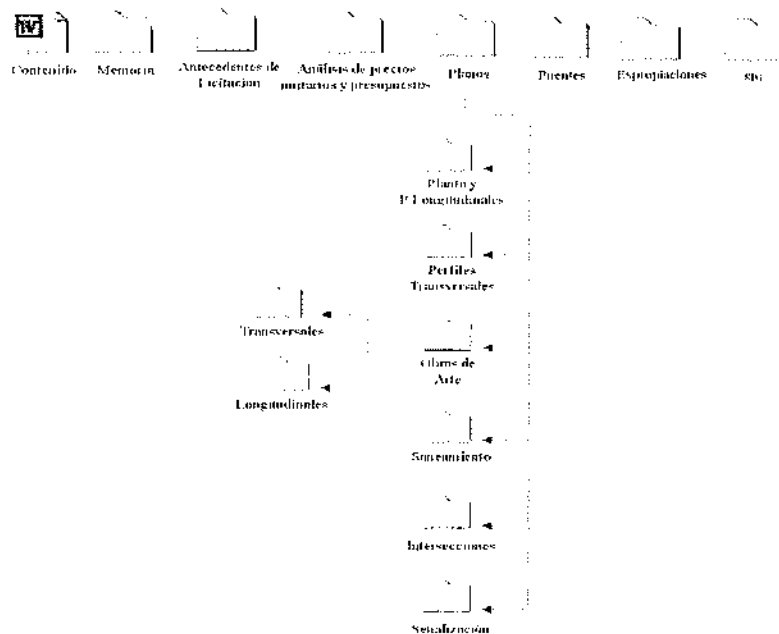 Contenido
Memoria
Antecedentes de
Licitación
Análisis de precios
unitarios y presupuestos
Planos
Puentes
Expropiaciones
SIG
Planta y
P. Longitudinales
Perfiles
Transversales
Transversales
Obras de
Arte
Longitudinales
Saneamiento
Intersecciones
Señalización